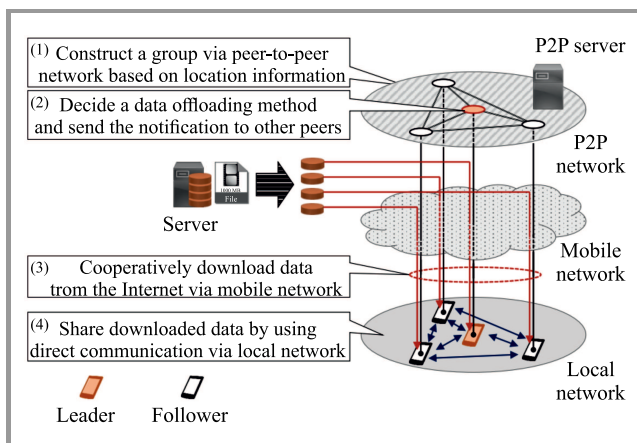 (1) Construct a group via peer-to-peer
network based on location information
P2P server
(2) Decide a data offloading method
and send the notification to other peers
P2P
network
1000 MB
File
Server
Mobile
network
(3) Cooperatively download data
trom the Internet via mobile network
(4) Share downloaded data by using
direct communication via local network
Local
network
Leader
Follower